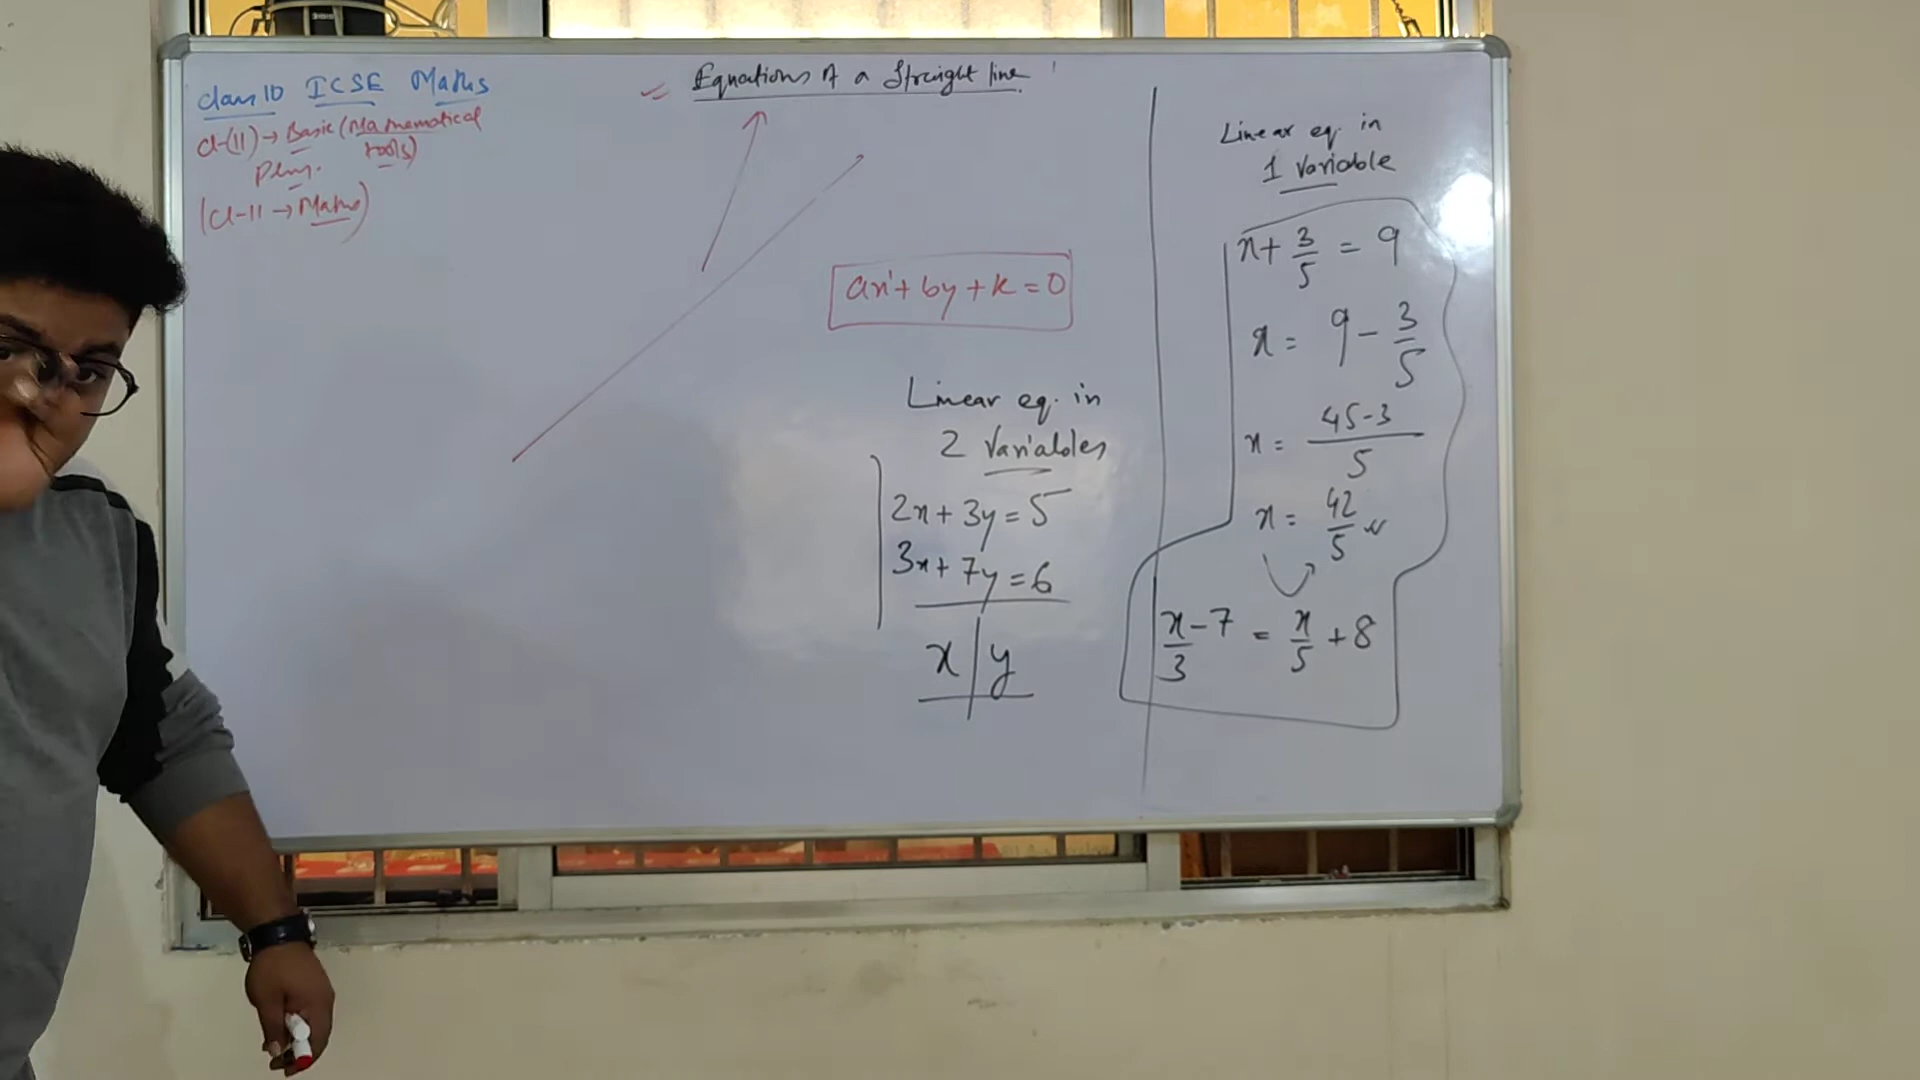 Class 10 ICSE Maths
Cl-(11) → Basic (Mathematical
tools)
Phy.
(Cl-11 → Maths)
Equations of a Straight line
ax¹ + by + k = 0
Linear eq. in
2 Variables
2x + 3y = 5
3x + 7y = 6
x | y
Linear eq. in
1 Variable
x + 3/5 = 9
x = 9 - 3/5
x = 45-3/5
x = 42/5
x/3 - 7 = x/5 + 8